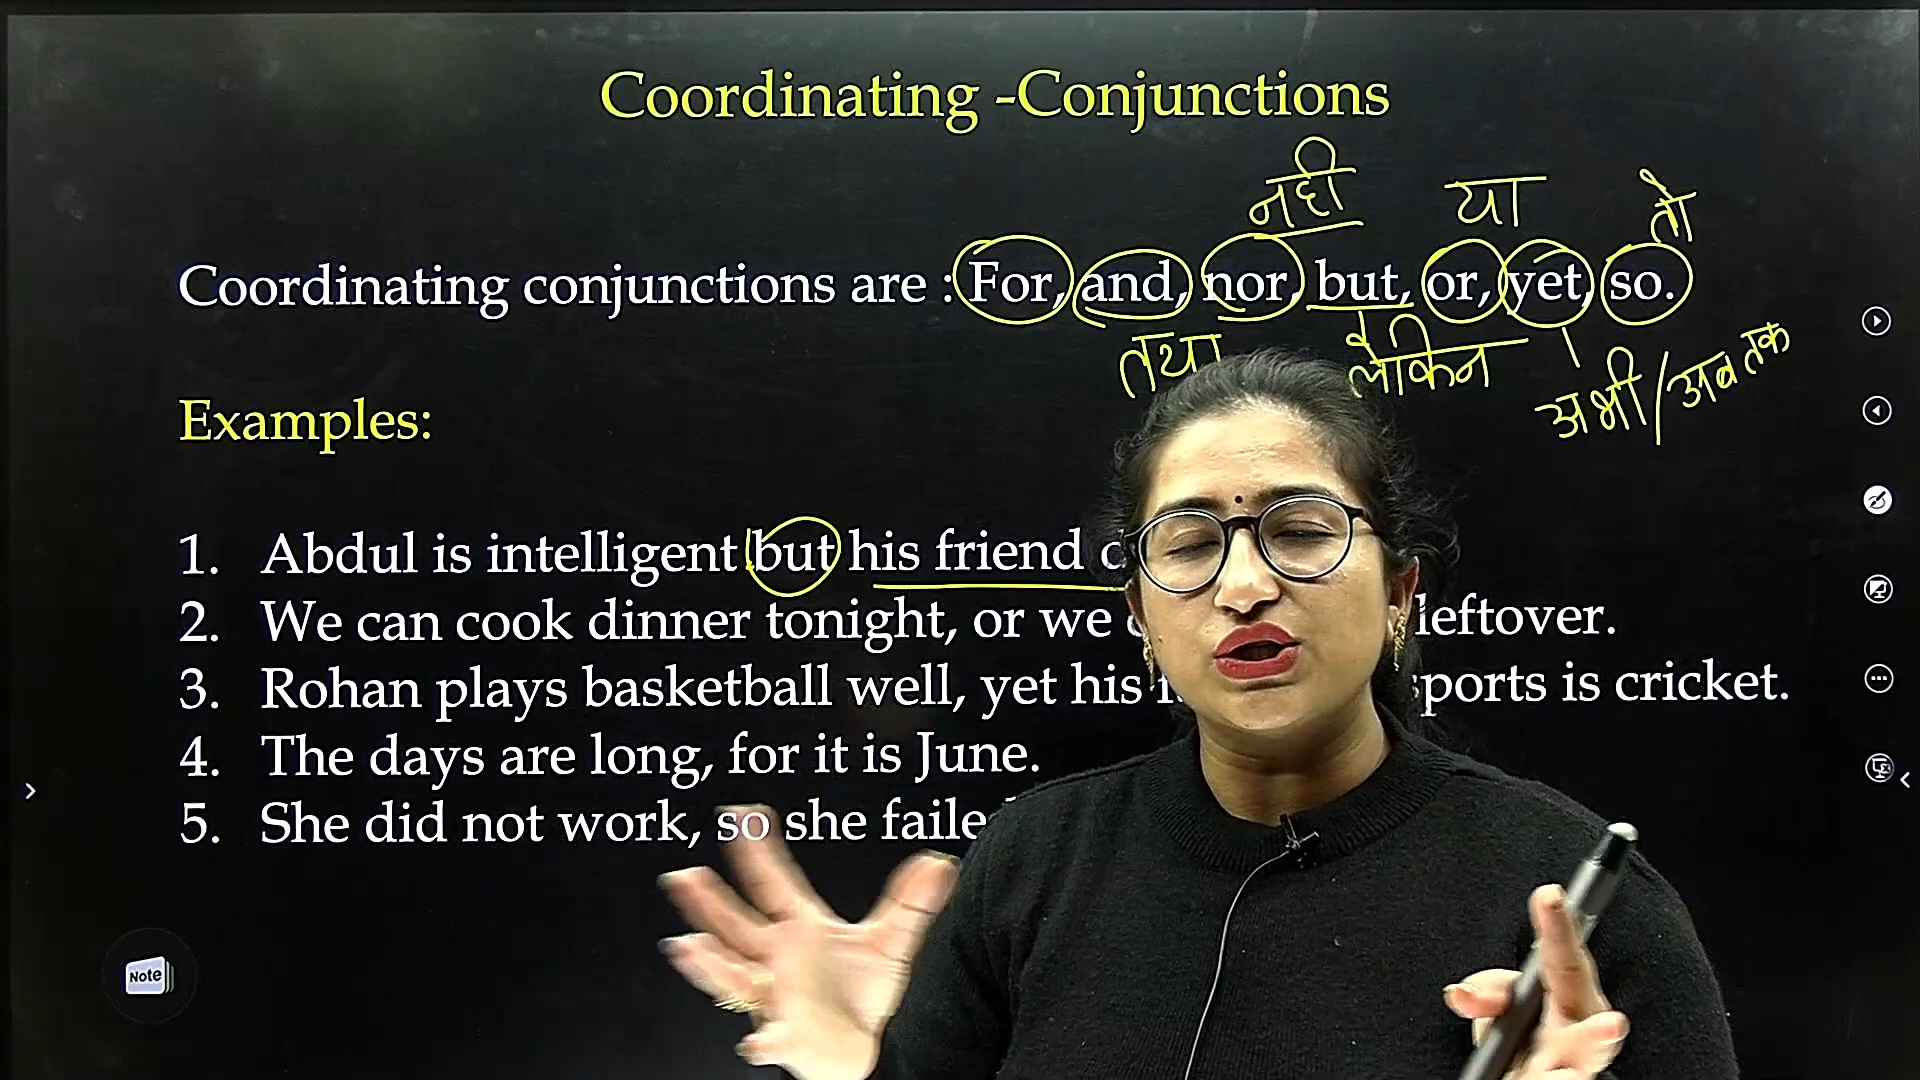 Coordinating -Conjunctions
नही या तो
Coordinating conjunctions are : For, and, nor, but, or, yet, so.
तथा लेकिन अभी/अब तक
Examples:
1. Abdul is intelligent but his friend
2. We can cook dinner tonight, or we leftover.
3. Rohan plays basketball well, yet his sports is cricket.
4. The days are long, for it is June.
5. She did not work, so she failed
Note